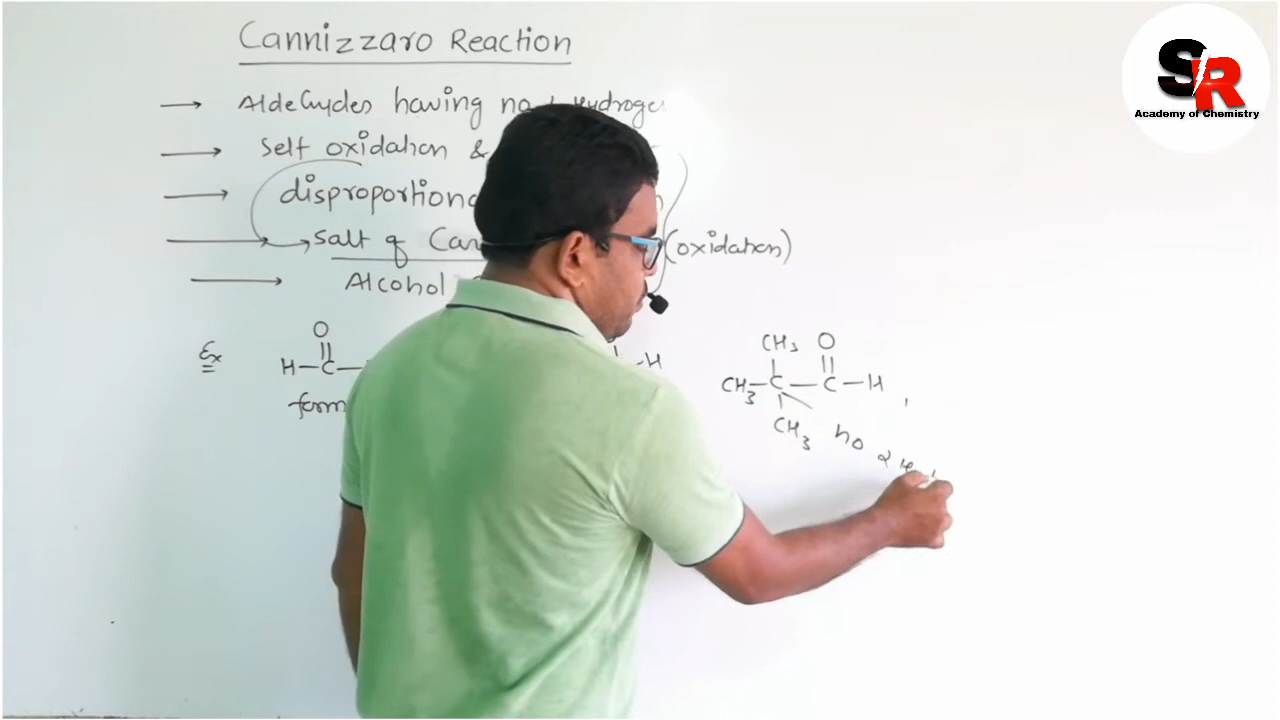 Cannizzaro Reaction
→ Aldehydes having no α Hydrogen
→ Self oxidation &
→ disproportiona
→ salt of Car (oxidation)
→ Alcohol
Ex
O
H-C-
form
-H
CH3 O
CH3-C-C-H ,
CH3 no
α H
SR
Academy of Chemistry